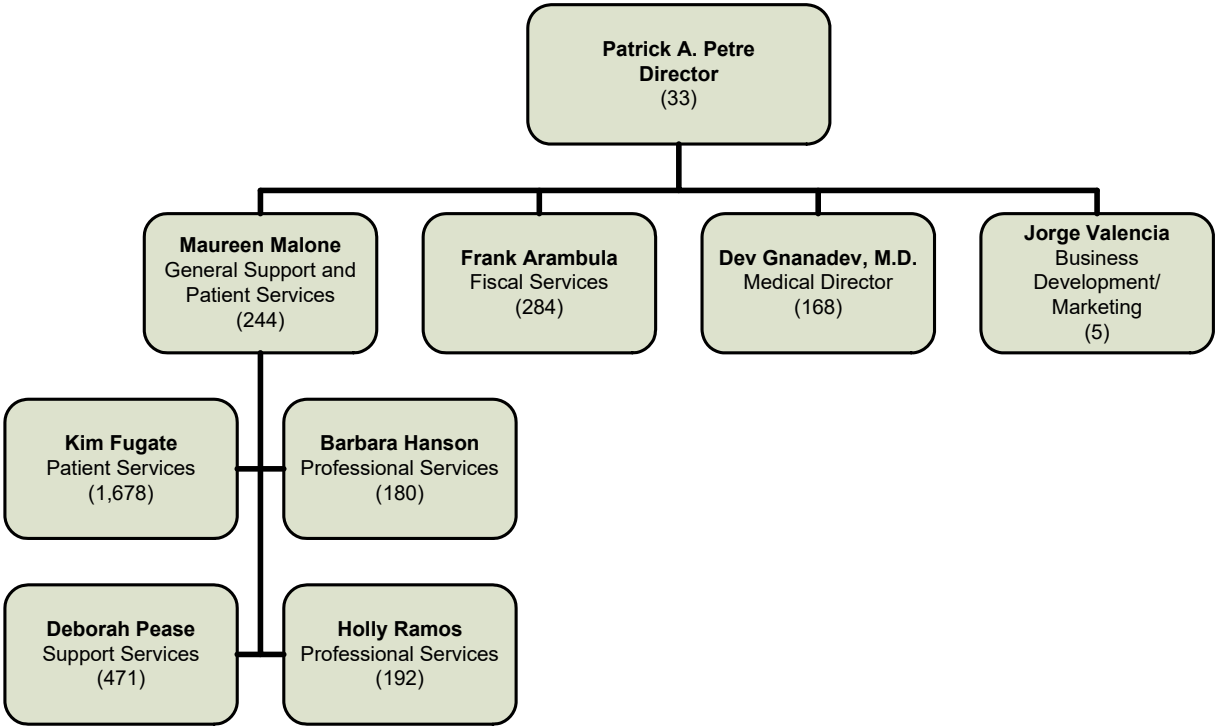 Patrick A. Petre
Director
(33)
Maureen Malone
General Support and
Patient Services
(244)
Frank Arambula
Fiscal Services
(284)
Dev Gnanadev, M.D.
Medical Director
(168)
Jorge Valencia
Business
Development/
Marketing
(5)
Kim Fugate
Patient Services
(1,678)
Barbara Hanson
Professional Services
(180)
Deborah Pease
Support Services
(471)
Holly Ramos
Professional Services
(192)